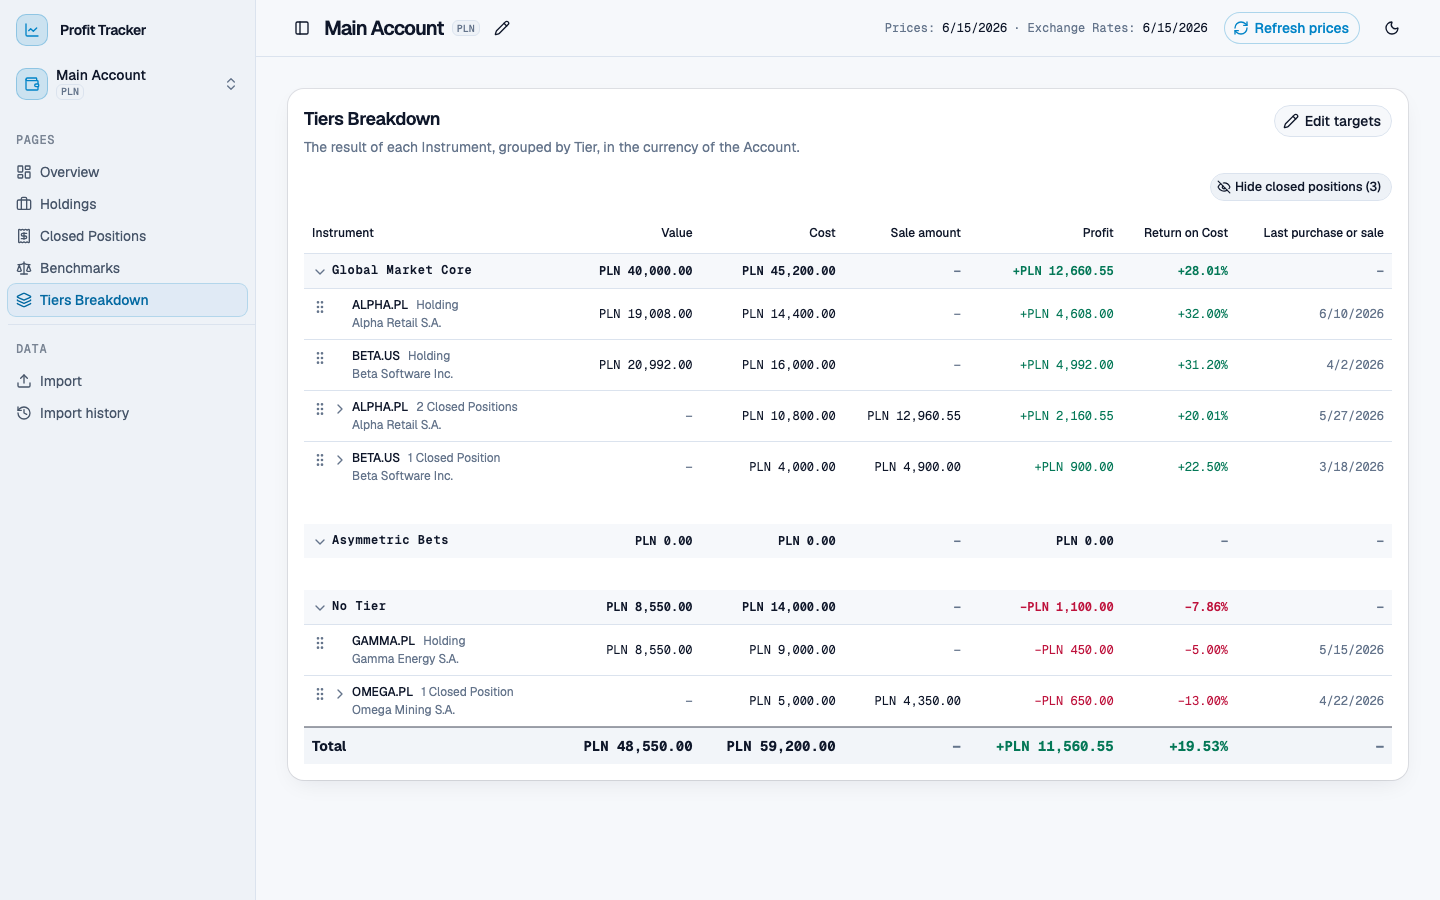 Profit Tracker
Main Account
PLN
PAGES
Overview
Holdings
Closed Positions
Benchmarks
Tiers Breakdown
DATA
Import
Import history
Main Account PLN
Prices: 6/15/2026 · Exchange Rates: 6/15/2026
Refresh prices
Tiers Breakdown
Edit targets
The result of each Instrument, grouped by Tier, in the currency of the Account.
Hide closed positions (3)
Instrument Value Cost Sale amount Profit Return on Cost Last purchase or sale
Global Market Core PLN 40,000.00 PLN 45,200.00 – +PLN 12,660.55 +28.01% –
ALPHA.PL Holding
Alpha Retail S.A.
PLN 19,008.00 PLN 14,400.00 – +PLN 4,608.00 +32.00% 6/10/2026
BETA.US Holding
Beta Software Inc.
PLN 20,992.00 PLN 16,000.00 – +PLN 4,992.00 +31.20% 4/2/2026
ALPHA.PL 2 Closed Positions
Alpha Retail S.A.
– PLN 10,800.00 PLN 12,960.55 +PLN 2,160.55 +20.01% 5/27/2026
BETA.US 1 Closed Position
Beta Software Inc.
– PLN 4,000.00 PLN 4,900.00 +PLN 900.00 +22.50% 3/18/2026
Asymmetric Bets PLN 0.00 PLN 0.00 – PLN 0.00 – –
No Tier PLN 8,550.00 PLN 14,000.00 – −PLN 1,100.00 −7.86% –
GAMMA.PL Holding
Gamma Energy S.A.
PLN 8,550.00 PLN 9,000.00 – −PLN 450.00 −5.00% 5/15/2026
OMEGA.PL 1 Closed Position
Omega Mining S.A.
– PLN 5,000.00 PLN 4,350.00 −PLN 650.00 −13.00% 4/22/2026
Total PLN 48,550.00 PLN 59,200.00 – +PLN 11,560.55 +19.53% –